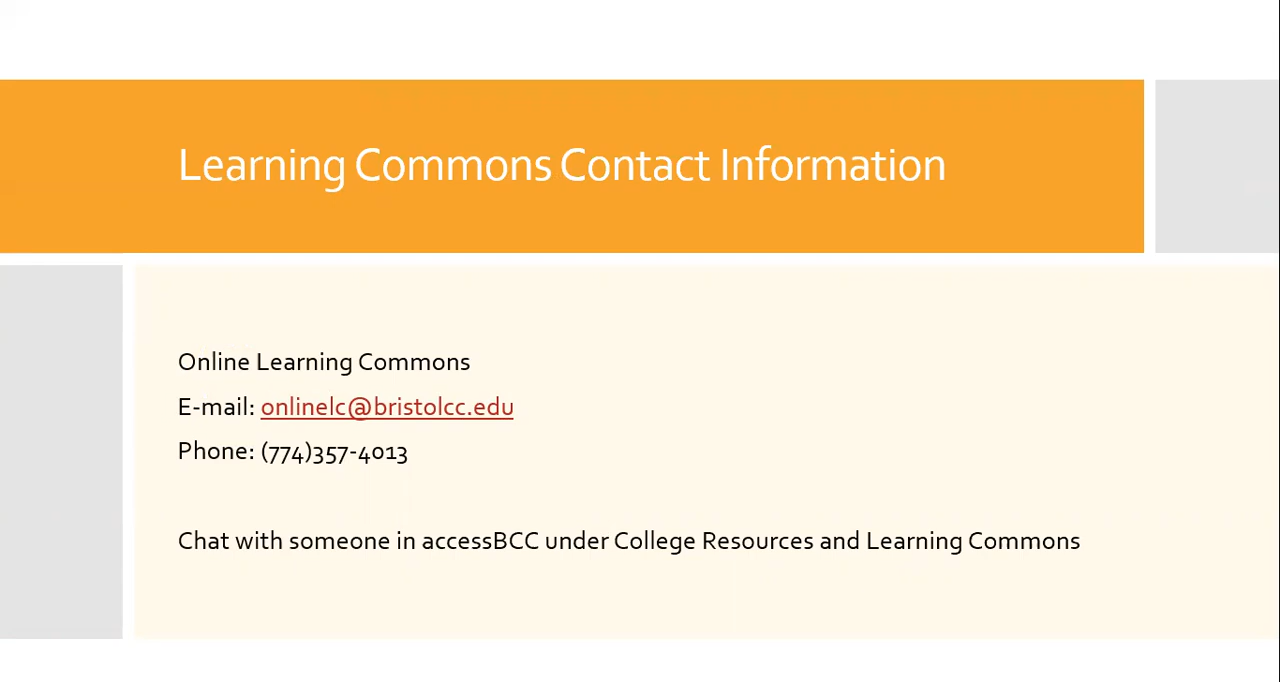 Learning Commons Contact Information
Online Learning Commons
E-mail: onlinelc@bristolcc.edu
Phone: (774)357-4013
Chat with someone in accessBCC under College Resources and Learning Commons